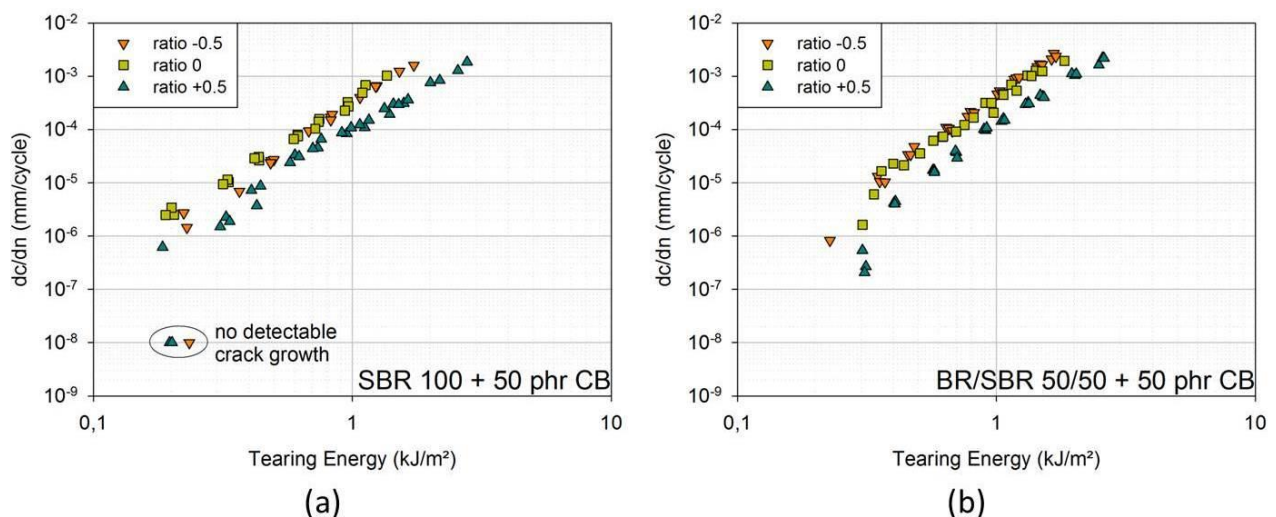 10⁻²
10⁻³
10⁻⁴
10⁻⁵
10⁻⁶
10⁻⁷
10⁻⁸
10⁻⁹
dc/dn (mm/cycle)
ratio -0.5
ratio 0
ratio +0.5
no detectable
crack growth
SBR 100 + 50 phr CB
0,1
1
10
Tearing Energy (kJ/m²)
(a)
10⁻²
10⁻³
10⁻⁴
10⁻⁵
10⁻⁶
10⁻⁷
10⁻⁸
10⁻⁹
dc/dn (mm/cycle)
ratio -0.5
ratio 0
ratio +0.5
BR/SBR 50/50 + 50 phr CB
0,1
1
10
Tearing Energy (kJ/m²)
(b)